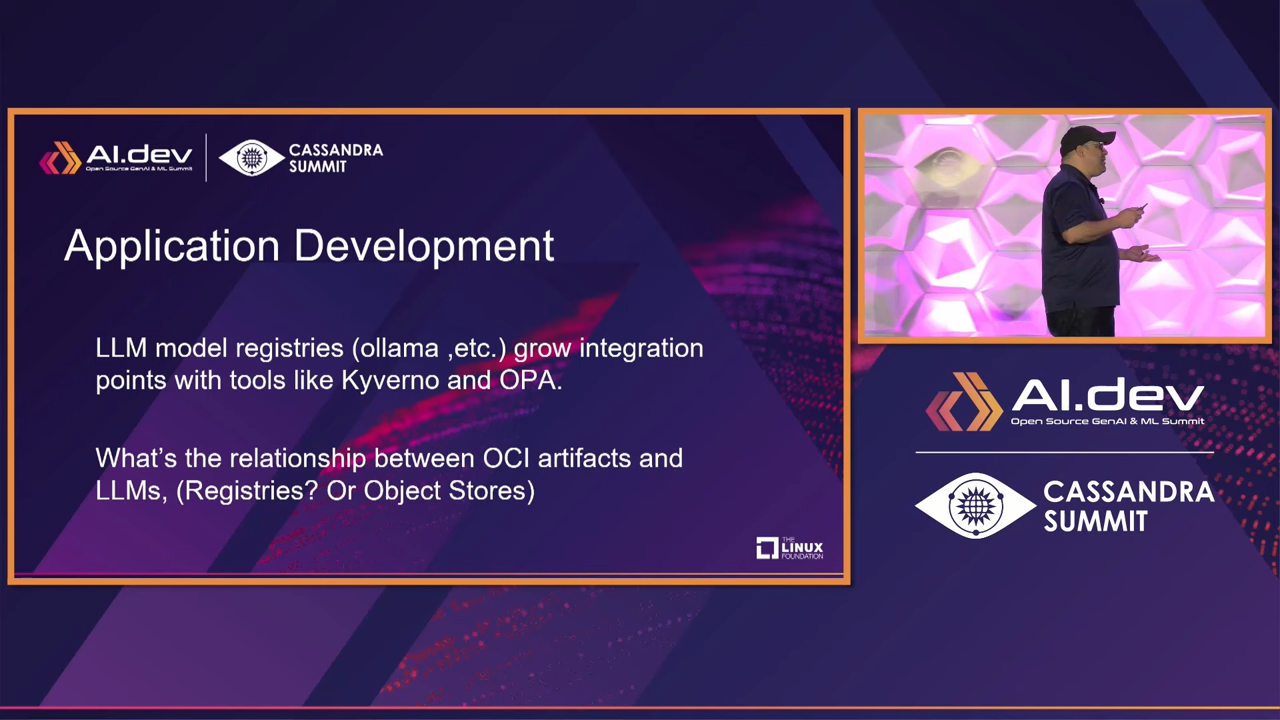 AI.dev
Open Source GenAI & ML Summit
CASSANDRA
SUMMIT
Application Development
LLM model registries (ollama ,etc.) grow integration
points with tools like Kyverno and OPA.
What's the relationship between OCI artifacts and
LLMs, (Registries? Or Object Stores)
THE
LINUX
FOUNDATION
AI.dev
Open Source GenAI & ML Summit
CASSANDRA
SUMMIT